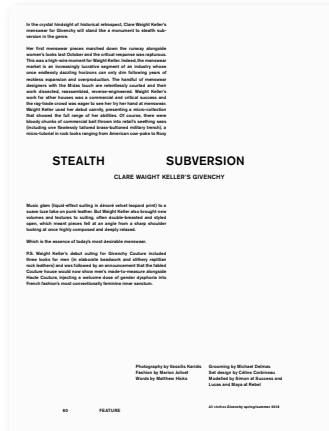 In the crystal hindsight of historical retrospect, Clare Waight Keller's
menswear for Givenchy will stand like a monument to stealth sub-
version in the genre.
Her first menswear pieces marched down the runway alongside
women's looks last October and the critical response was rapturous.
This was a high-wire moment for Waight Keller. Indeed, the menswear
market is an increasingly lucrative segment of an industry whose
once endlessly dazzling horizons can only dim following years of
reckless expansion and overproduction. The handful of menswear
designers with the Midas touch are relentlessly courted and their
work dissected, reassembled, reverse-engineered. Waight Keller's
work for other houses was a commercial and critical success and
the rag-trade crowd was eager to see her by her hand at menswear.
Waight Keller used her debut cannily, presenting a micro-collection
that showed the full range of her abilities. Of course, there were
bloody chunks of commercial bait thrown into retail's seething seas
(including one flawlessly tailored brass-buttoned military trench), a
micro-tutorial in rock looks ranging from American cow-poke to Roxy
STEALTH SUBVERSION
CLARE WAIGHT KELLER'S GIVENCHY
Music glam (liquid-effect suiting in dévoré velvet leopard print) to a
suave luxe take on punk leather. But Waight Keller also brought new
volumes and textures to suiting, often double-breasted and styled
open, which meant pieces fell at an angle from a sharp shoulder
looking at once highly composed and deeply relaxed.
Which is the essence of today's most desirable menswear.
P.S. Waight Keller's debut outing for Givenchy Couture included
three looks for men (in elaborate beadwork and slithery reptilian
rock leathers) and was followed by an announcement that the fabled
Couture house would now show men's made-to-measure alongside
Haute Couture, injecting a welcome dose of gender dysphoria into
French fashion's most conventionally feminine inner sanctum.
Photography by Vassilis Karidis
Fashion by Marion Jolivet
Words by Matthew Hicks
Grooming by Michael Delmas
Set design by Céline Corbineau
Modelled by Simon at Success and
Lucas and Maya at Rebel
All clothes Givenchy spring/summer 2018
60 FEATURE